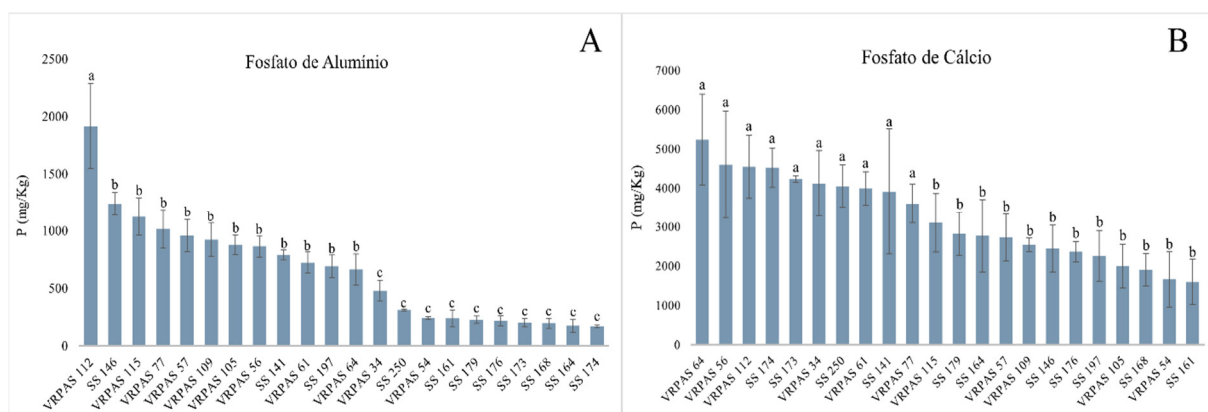 A
Fosfato de Alumínio
P (mg/Kg)
2500
2000
1500
1000
500
0
a b b b b b b b b b b b c c c c c c c c c
VRPAS 112 SS 146 VRPAS 115 VRPAS 77 VRPAS 57 VRPAS 109 VRPAS 105 VRPAS 56 SS 141 VRPAS 61 SS 197 VRPAS 64 VRPAS 34 SS 250 VRPAS 54 SS 161 SS 179 SS 176 SS 173 SS 168 SS 164 SS 174
B
Fosfato de Cálcio
P (mg/Kg)
7000
6000
5000
4000
3000
2000
1000
0
a a a a a a a a a a b b b b b b b b b b b b
VRPAS 64 VRPAS 56 VRPAS 112 SS 174 SS 173 VRPAS 34 SS 250 VRPAS 61 SS 141 VRPAS 77 VRPAS 115 SS 179 SS 164 VRPAS 57 VRPAS 109 SS 146 SS 176 SS 197 VRPAS 105 SS 168 VRPAS 54 SS 161